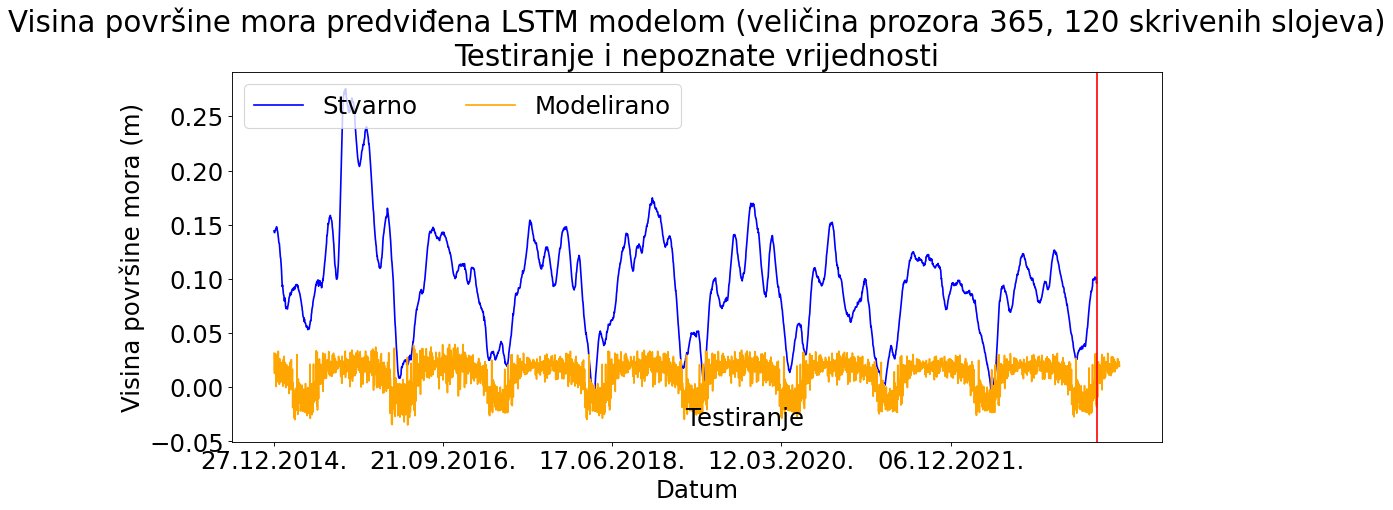 Visina površine mora predviđena LSTM modelom (veličina prozora 365, 120 skrivenih slojeva)
Testiranje i nepoznate vrijednosti
Stvarno
Modelirano
Visina površine mora (m)
0.25
0.20
0.15
0.10
0.05
0.00
−0.05
Testiranje
27.12.2014.
21.09.2016.
17.06.2018.
12.03.2020.
06.12.2021.
Datum